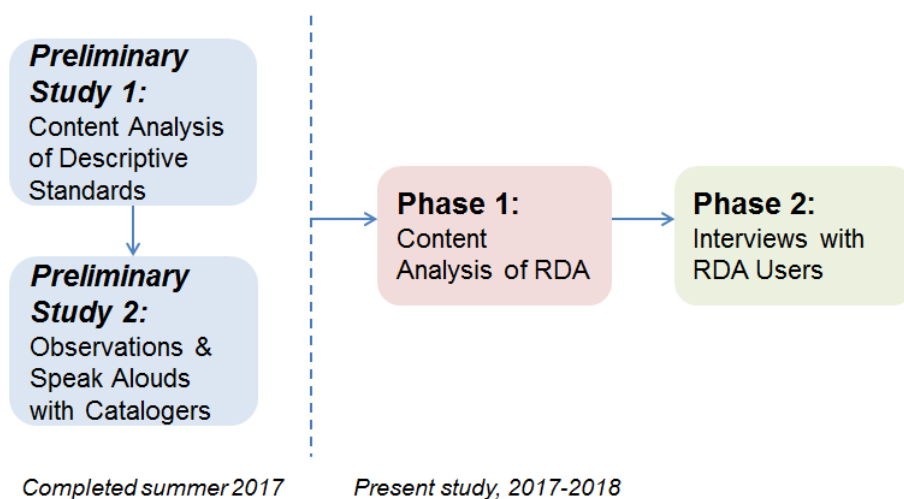 Preliminary
Study 1:
Content Analysis
of Descriptive
Standards
Preliminary
Study 2:
Observations &
Speak Alouds
with Catalogers
Phase 1:
Content
Analysis of RDA
Phase 2:
Interviews with
RDA Users
Completed summer 2017
Present study, 2017-2018